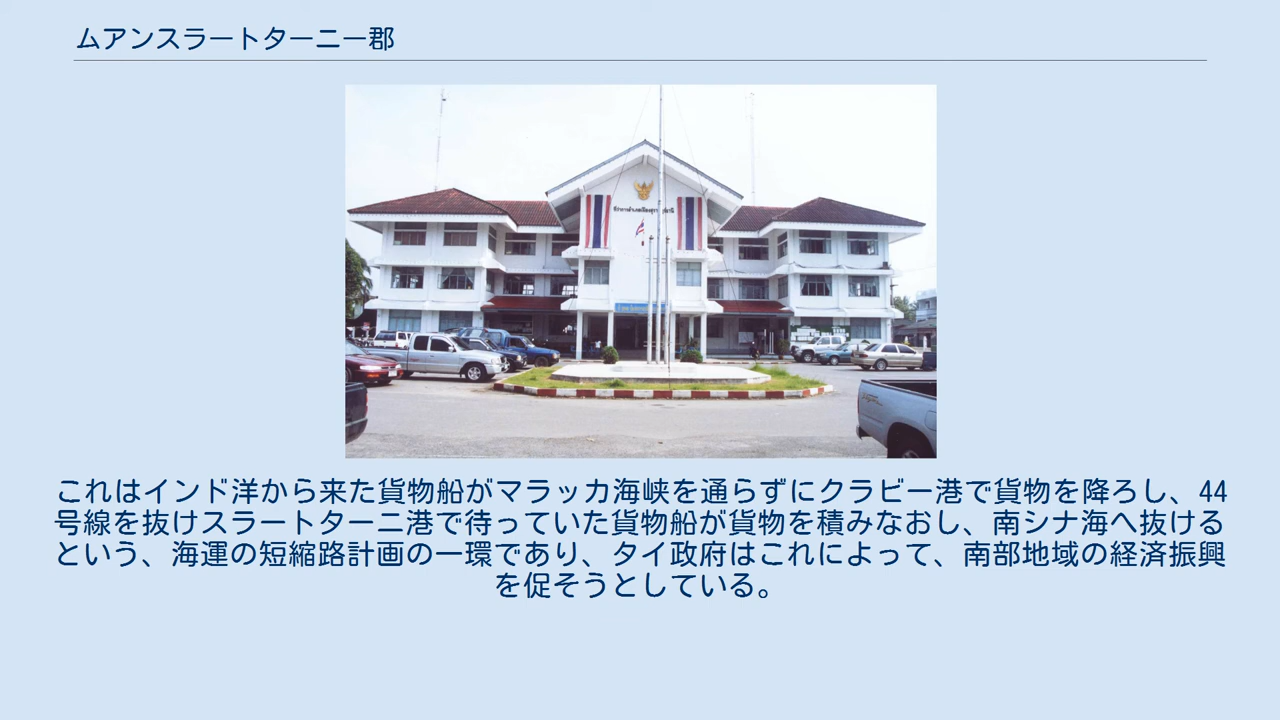 ムアンスラートターニー郡
これはインド洋から来た貨物船がマラッカ海峡を通らずにクラビー港で貨物を降ろし、44
号線を抜けスラートターニ港で待っていた貨物船が貨物を積みなおし、南シナ海へ抜ける
という、海運の短縮路計画の一環であり、タイ政府はこれによって、南部地域の経済振興
を促そうとしている。